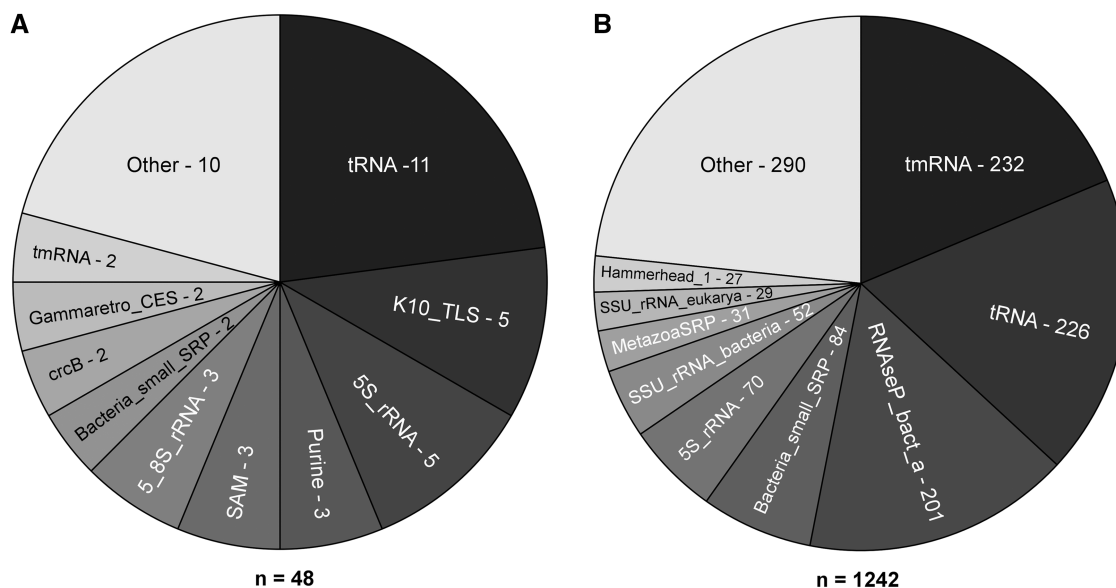 A
Other - 10
tRNA -11
K10_TLS - 5
5S_rRNA - 5
Purine - 3
SAM - 3
5_8S_rRNA - 3
Bacteria_small_SRP - 2
crcB - 2
Gammaretro_CES - 2
tmRNA - 2
n = 48
B
Other - 290
tmRNA - 232
tRNA - 226
RNAseP_bact_a - 201
Bacteria_small_SRP - 84
5S_rRNA - 70
SSU_rRNA_bacteria - 52
MetazoaSRP - 31
SSU_rRNA_eukarya - 29
Hammerhead_1 - 27
n = 1242